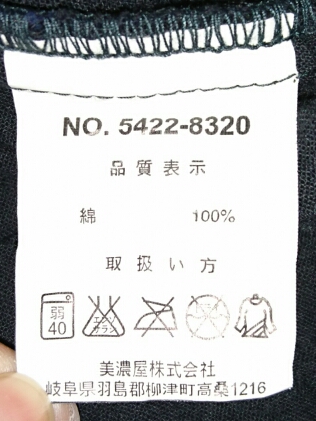 NO. 5422-8320
品質表示
綿 100%
取扱い方
弱 40 エンソサラシ
美濃屋株式会社
岐阜県羽島郡柳津町高桑1216